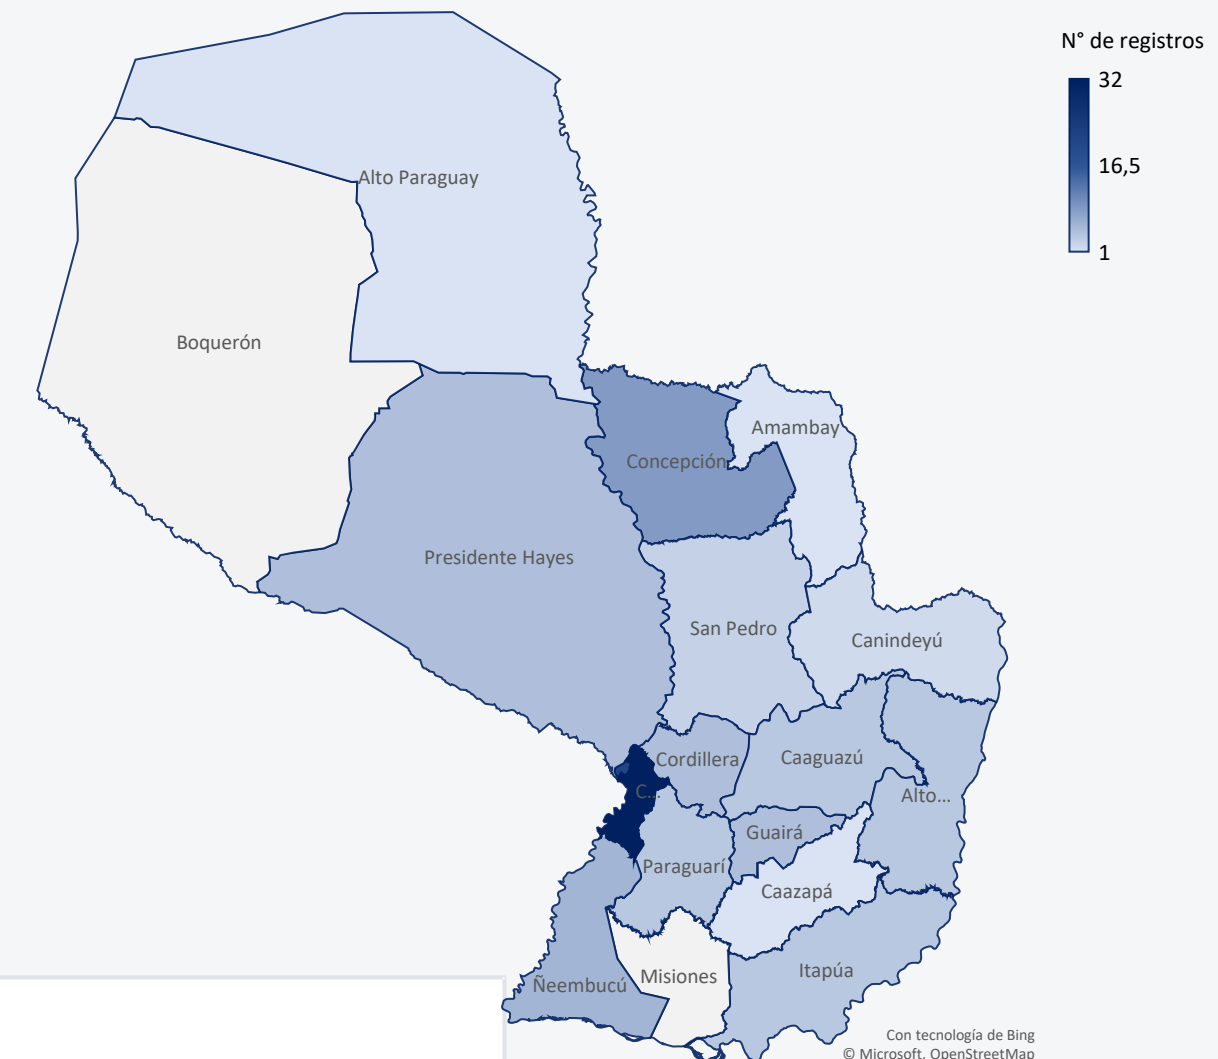 N° de registros
32
16,5
1
Alto Paraguay
Boquerón
Amambay
Concepción
Presidente Hayes
San Pedro
Canindeyú
Cordillera
Caaguazú
C...
Alto...
Guairá
Paraguarí
Caazapá
Itapúa
Misiones
Ñeembucú
Con tecnología de Bing
© Microsoft, OpenStreetMap